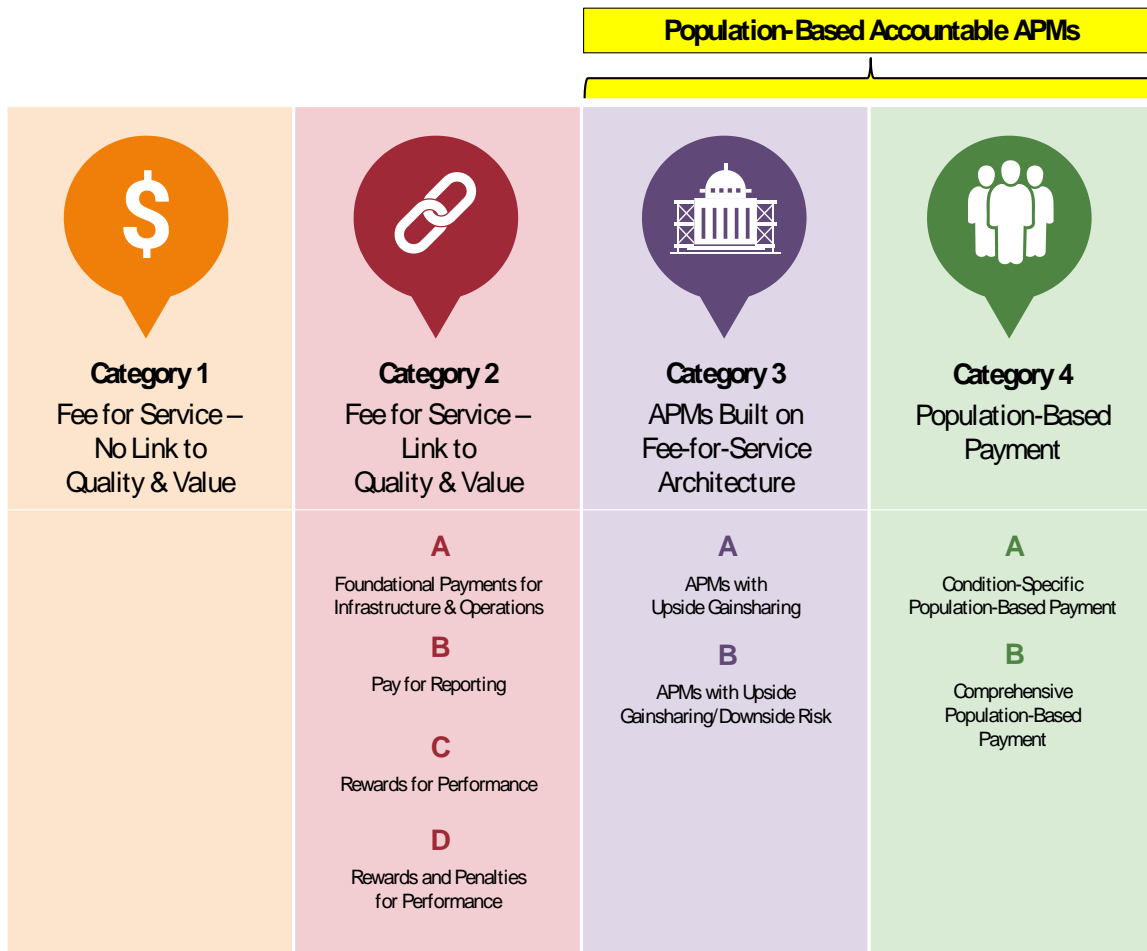 Population-Based Accountable APMs
$
Category 1
Fee for Service –
No Link to
Quality & Value
Category 2
Fee for Service –
Link to
Quality & Value
Category 3
APMs Built on
Fee-for-Service
Architecture
Category 4
Population-Based
Payment
A
Foundational Payments for
Infrastructure & Operations
B
Pay for Reporting
C
Rewards for Performance
D
Rewards and Penalties
for Performance
A
APMs with
Upside Gainsharing
B
APMs with Upside
Gainsharing/Downside Risk
A
Condition-Specific
Population-Based Payment
B
Comprehensive
Population-Based
Payment